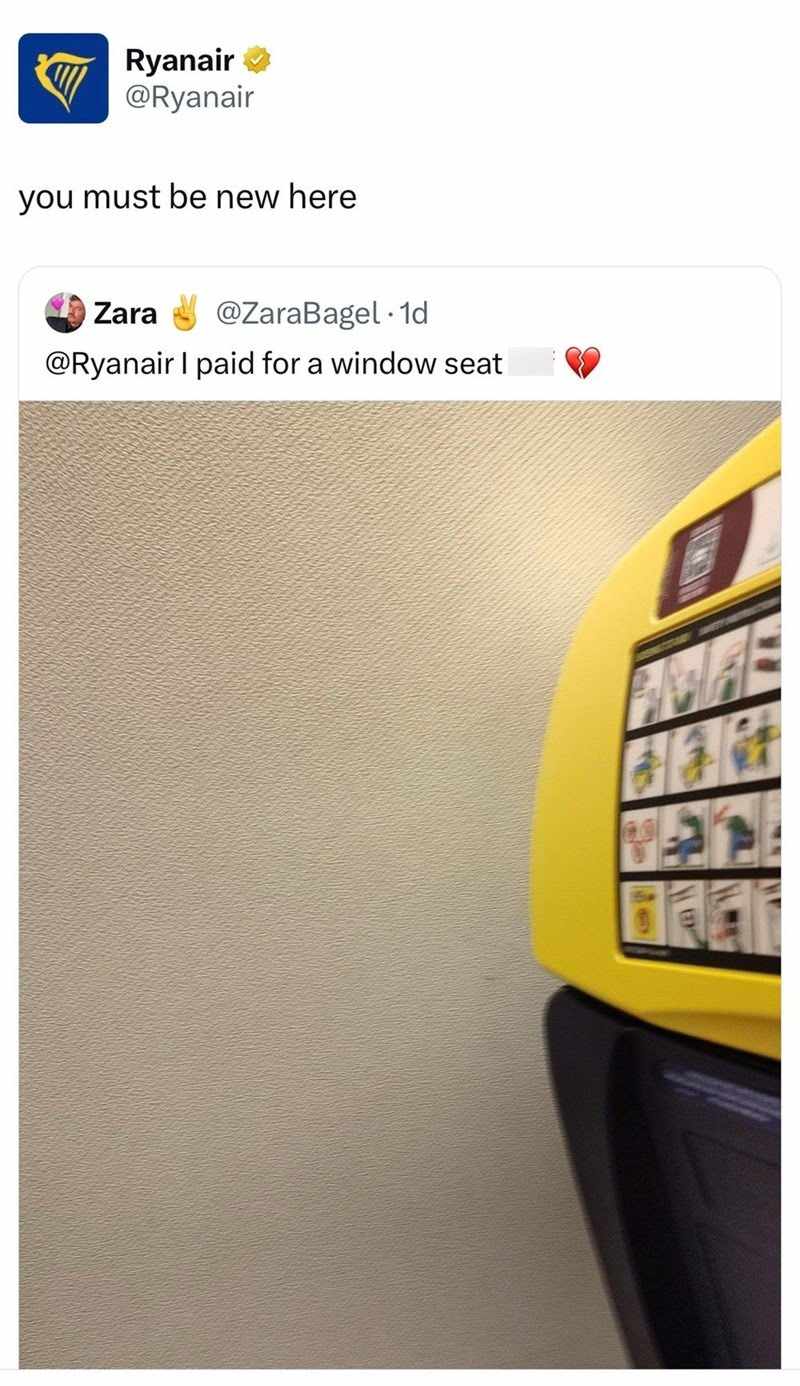 Ryanair
@Ryanair
you must be new here
Zara ✌️ @ZaraBagel · 1d
@Ryanair I paid for a window seat 💔